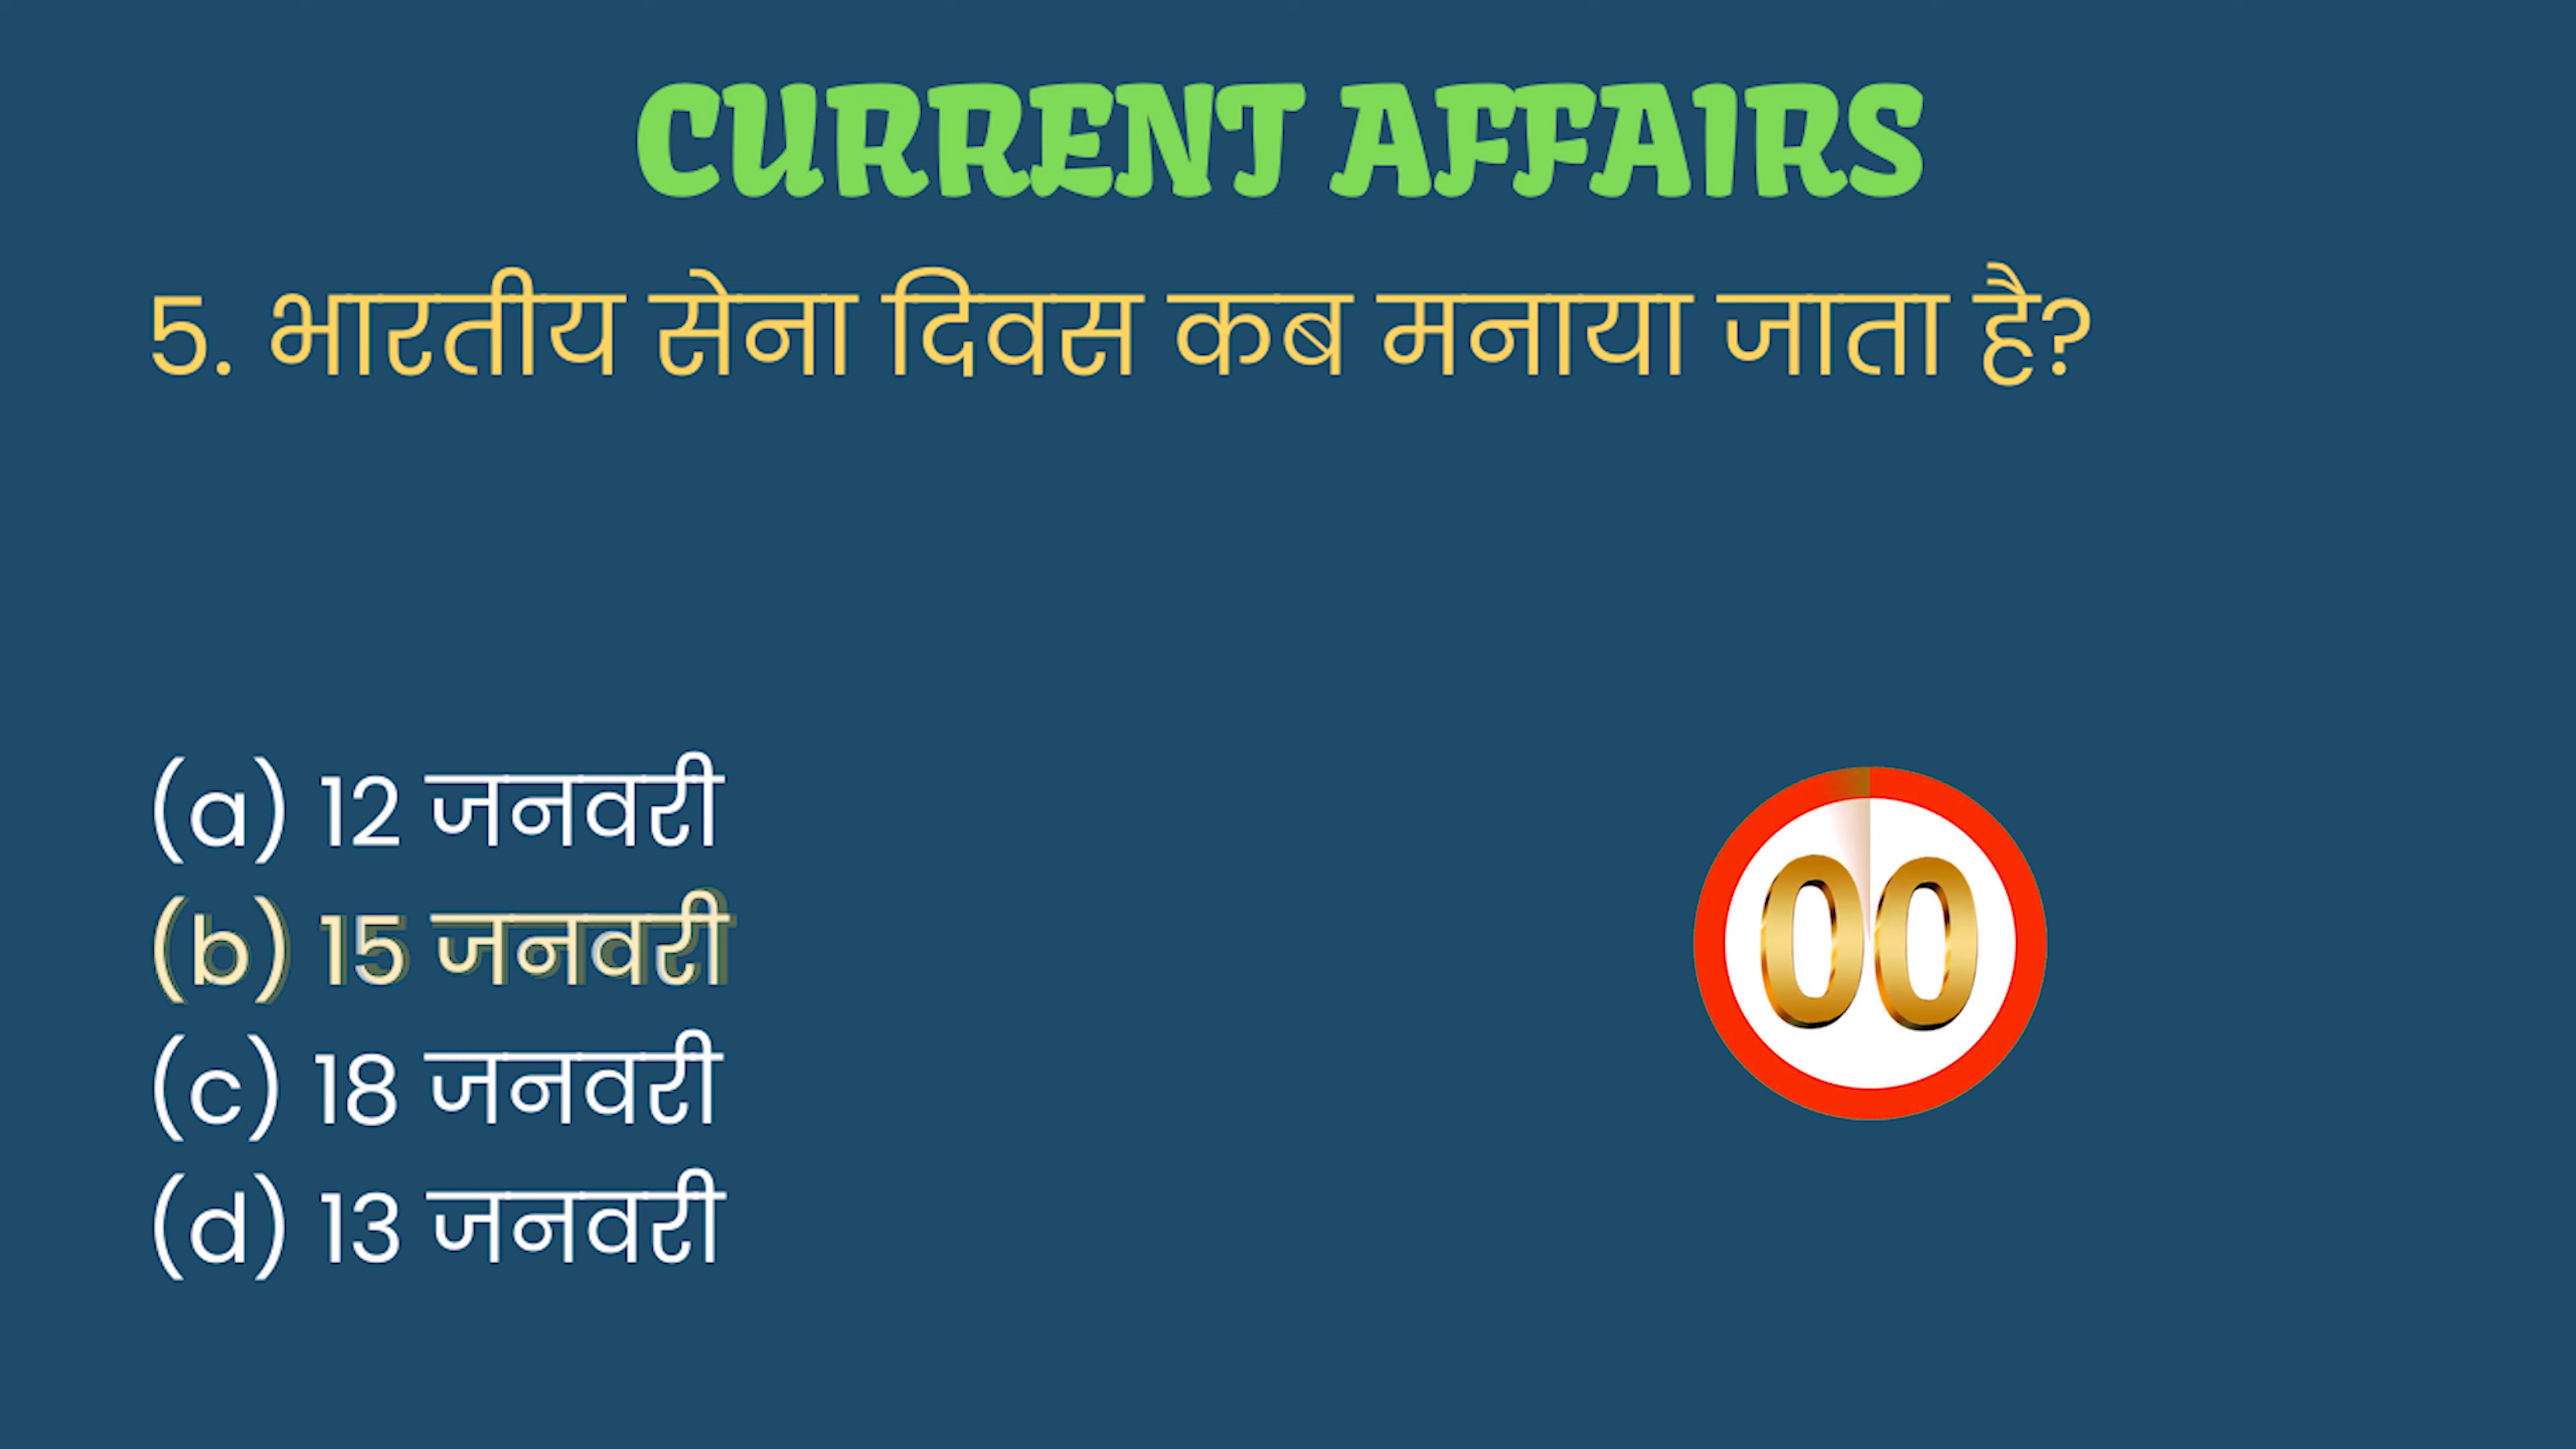 CURRENT AFFAIRS
5. भारतीय सेना दिवस कब मनाया जाता है?
(a) 12 जनवरी
(b) 15 जनवरी
00
(c) 18 जनवरी
(d) 13 जनवरी